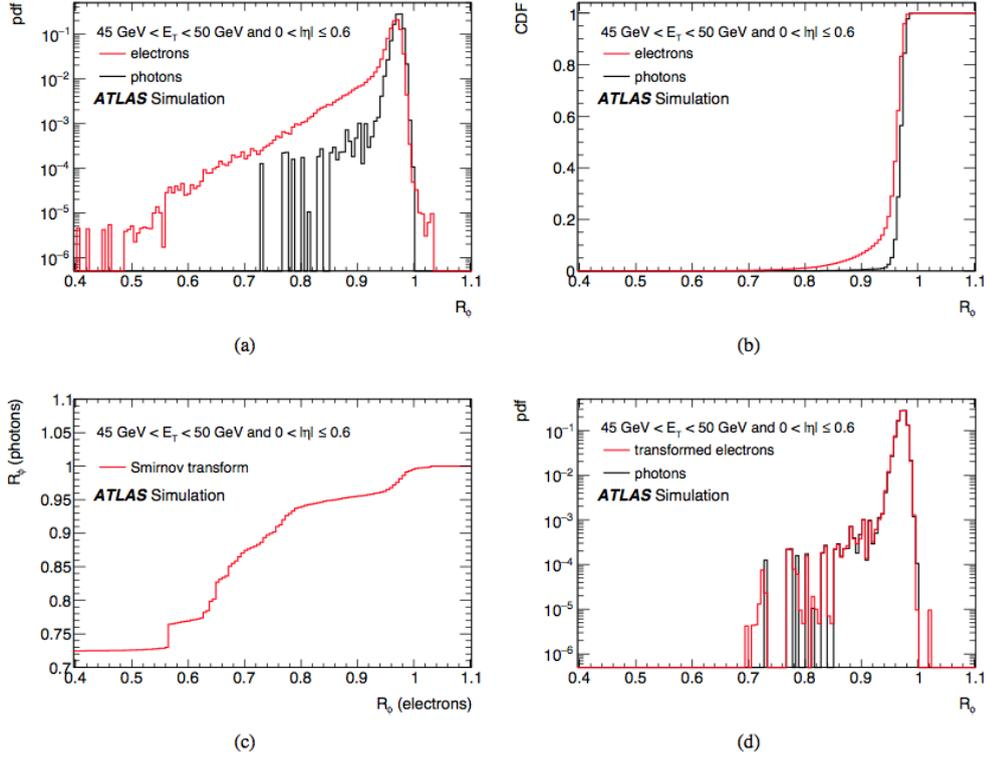 pdf
10⁻¹
10⁻²
10⁻³
10⁻⁴
10⁻⁵
10⁻⁶
45 GeV < E_T < 50 GeV and 0 < |η| ≤ 0.6
electrons
photons
ATLAS Simulation
0.4 0.5 0.6 0.7 0.8 0.9 1 1.1
R_ϕ
(a)
CDF
1
0.8
0.6
0.4
0.2
0
45 GeV < E_T < 50 GeV and 0 < |η| ≤ 0.6
electrons
photons
ATLAS Simulation
0.4 0.5 0.6 0.7 0.8 0.9 1 1.1
R_ϕ
(b)
R_ϕ (photons)
1.1
1.05
1
0.95
0.9
0.85
0.8
0.75
0.7
45 GeV < E_T < 50 GeV and 0 < |η| ≤ 0.6
Smirnov transform
ATLAS Simulation
0.4 0.5 0.6 0.7 0.8 0.9 1 1.1
R_ϕ (electrons)
(c)
pdf
10⁻¹
10⁻²
10⁻³
10⁻⁴
10⁻⁵
10⁻⁶
45 GeV < E_T < 50 GeV and 0 < |η| ≤ 0.6
transformed electrons
photons
ATLAS Simulation
0.4 0.5 0.6 0.7 0.8 0.9 1 1.1
R_ϕ
(d)